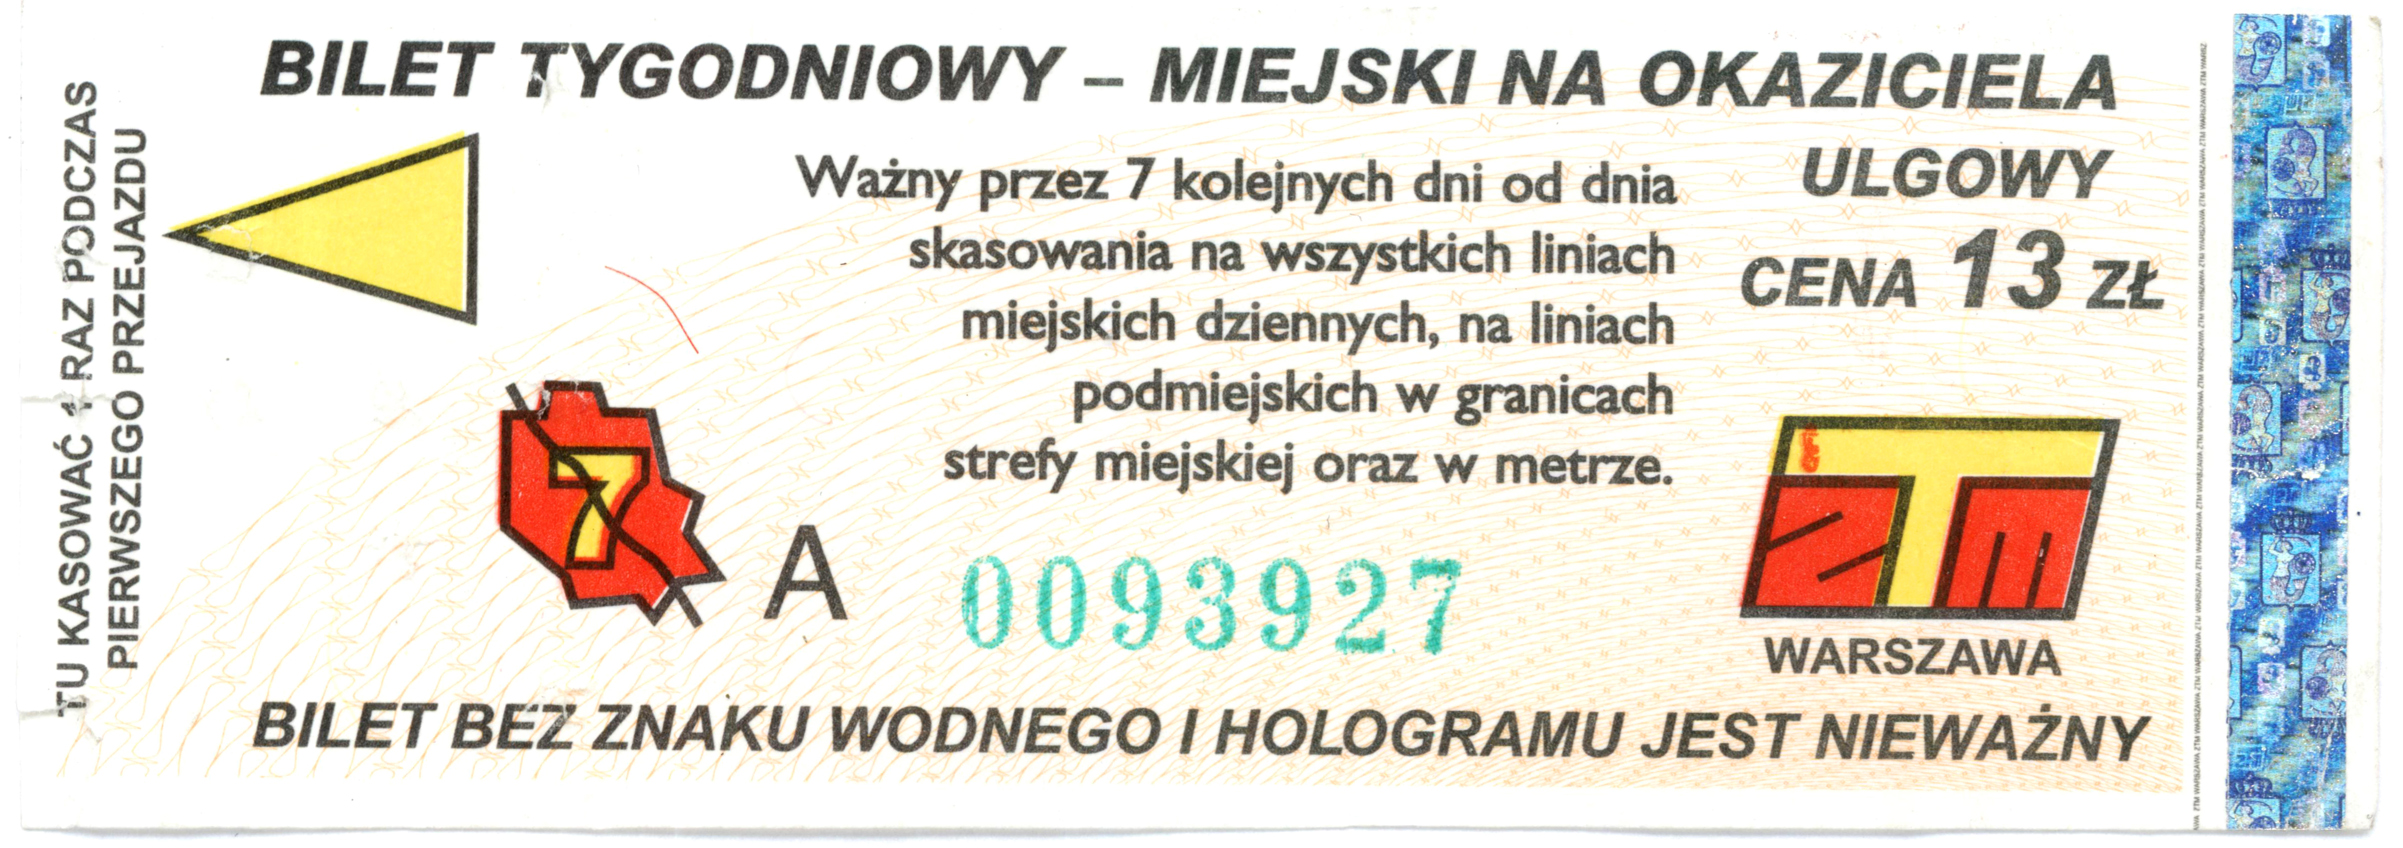 BILET TYGODNIOWY – MIEJSKI NA OKAZICIELA
TU KASOWAĆ 1 RAZ PODCZAS
PIERWSZEGO PRZEJAZDU
Ważny przez 7 kolejnych dni od dnia
skasowania na wszystkich liniach
miejskich dziennych, na liniach
podmiejskich w granicach
strefy miejskiej oraz w metrze.
ULGOWY
CENA 13 ZŁ
7
A 0093927
ZTM
WARSZAWA
BILET BEZ ZNAKU WODNEGO I HOLOGRAMU JEST NIEWAŻNY